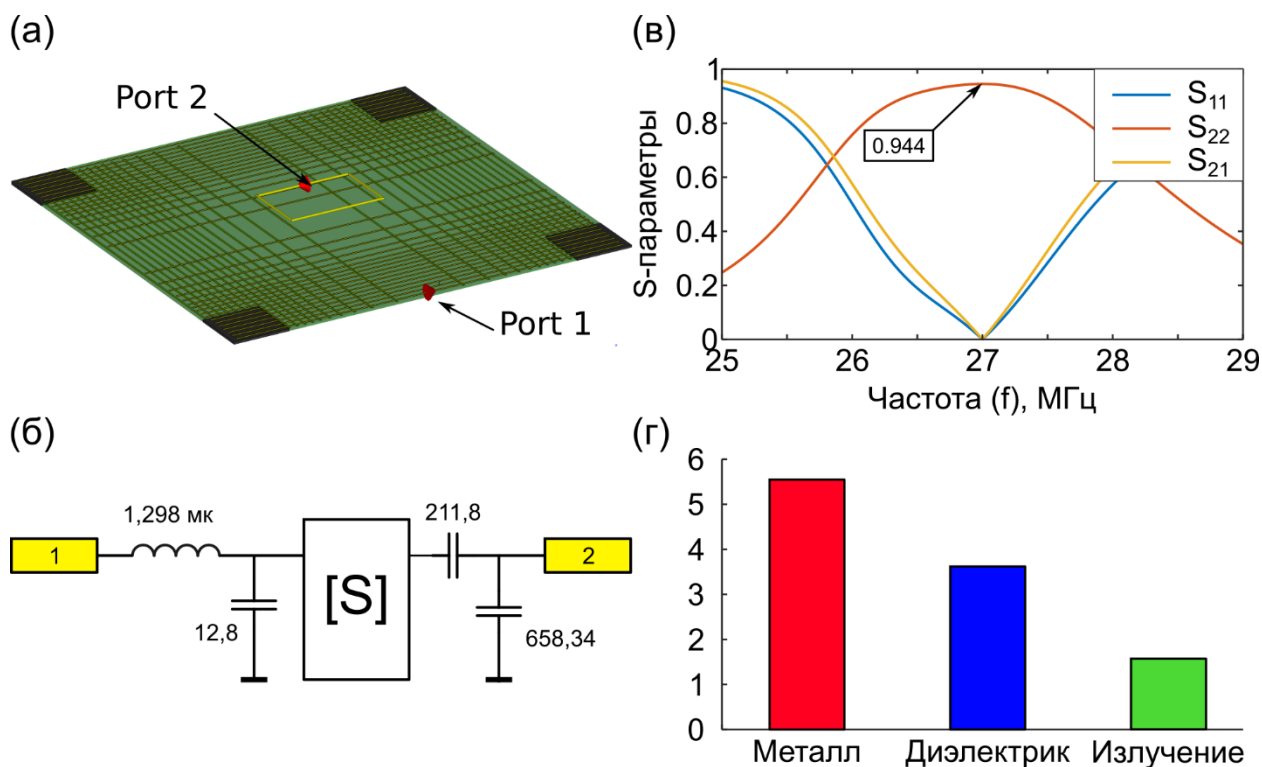 (а)
Port 2
Port 1
(в)
S-параметры
1
0.8
0.6
0.4
0.2
0
0.944
S11
S22
S21
25
26
27
28
29
Частота (f), МГц
(б)
1
1,298 мк
12,8
[S]
211,8
658,34
2
(г)
6
5
4
3
2
1
0
Металл
Диэлектрик
Излучение